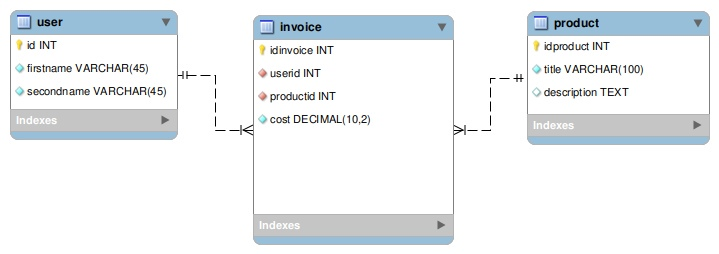 user
id INT
firstname VARCHAR(45)
secondname VARCHAR(45)
Indexes
invoice
idinvoice INT
userid INT
productid INT
cost DECIMAL(10,2)
Indexes
product
idproduct INT
title VARCHAR(100)
description TEXT
Indexes